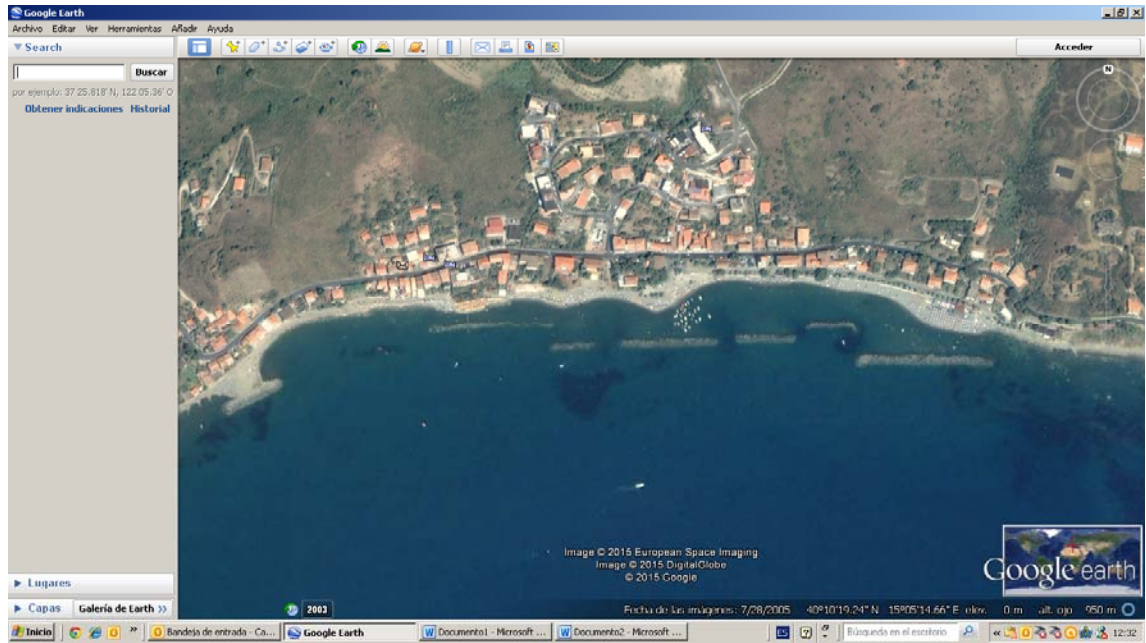 Google Earth
Archivo Editar Ver Herramientas Añadir Ayuda
▼ Search
Buscar
por ejemplo: 37 25.818' N, 122 05.36' O
Obtener indicaciones Historial
Acceder
N
Image © 2015 European Space Imaging
Image © 2015 DigitalGlobe
© 2015 Google
Google earth
▶ Lugares
▶ Capas Galería de Earth >>
2003
Fecha de las imágenes: 7/28/2005 40°10'19.24" N 15°05'14.66" E elev. 0 m alt. ojo 950 m
Inicio » Bandeja de entrada - Ca... Google Earth Documento1 - Microsoft ... Documento2 - Microsoft ... ES ? Búsqueda en el escritorio « 12:32